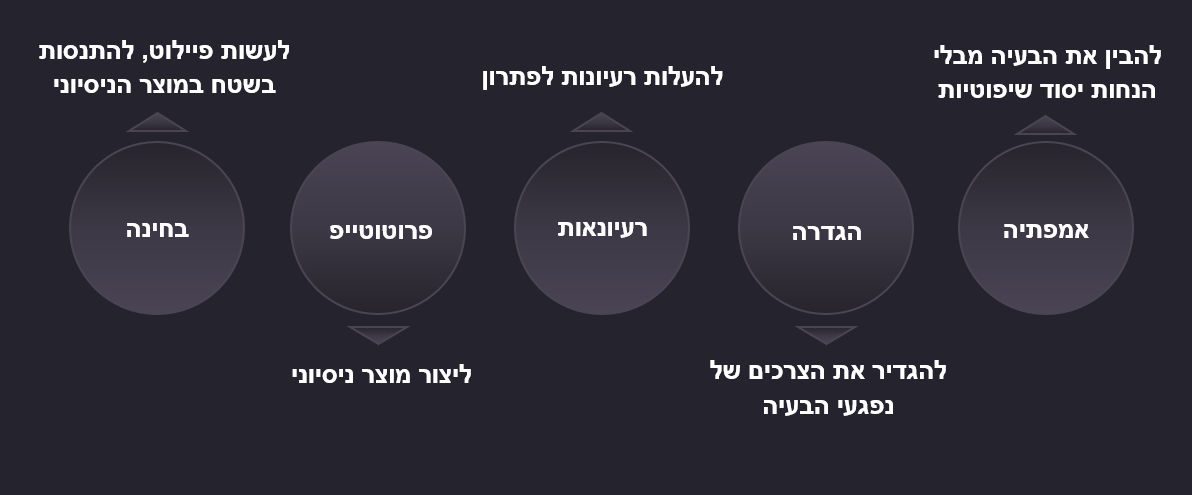 להבין את הבעיה מבלי
הנחות יסוד שיפוטיות
אמפתיה
הגדרה
להגדיר את הצרכים של
נפגעי הבעיה
להעלות רעיונות לפתרון
רעיונאות
פרוטוטייפ
ליצור מוצר ניסיוני
לעשות פיילוט, להתנסות
בשטח במוצר הניסיוני
בחינה